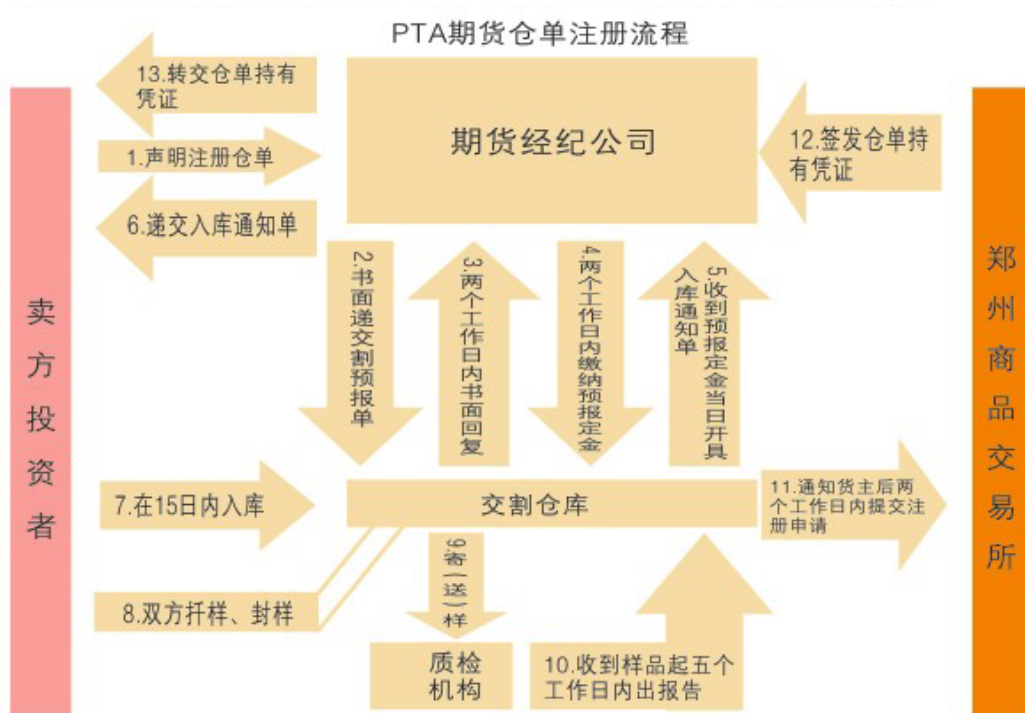 PTA期货仓单注册流程
13.转交仓单持有
凭证
期货经纪公司
1.声明注册仓单
12.签发仓单持
有凭证
6.递交入库通知单
2.书面递交割预报单
3.两个工作日内书面回复
4.两个工作日内缴纳预报定金
5.收到预报定金当日开具
入库通知单
卖方投资者
郑州商品交易所
7.在15日内入库
交割仓库
11.通知货主后两
个工作日内提交注
册申请
8.双方扦样、封样
9.寄(送)样
质检
机构
10.收到样品起五个
工作日内出报告